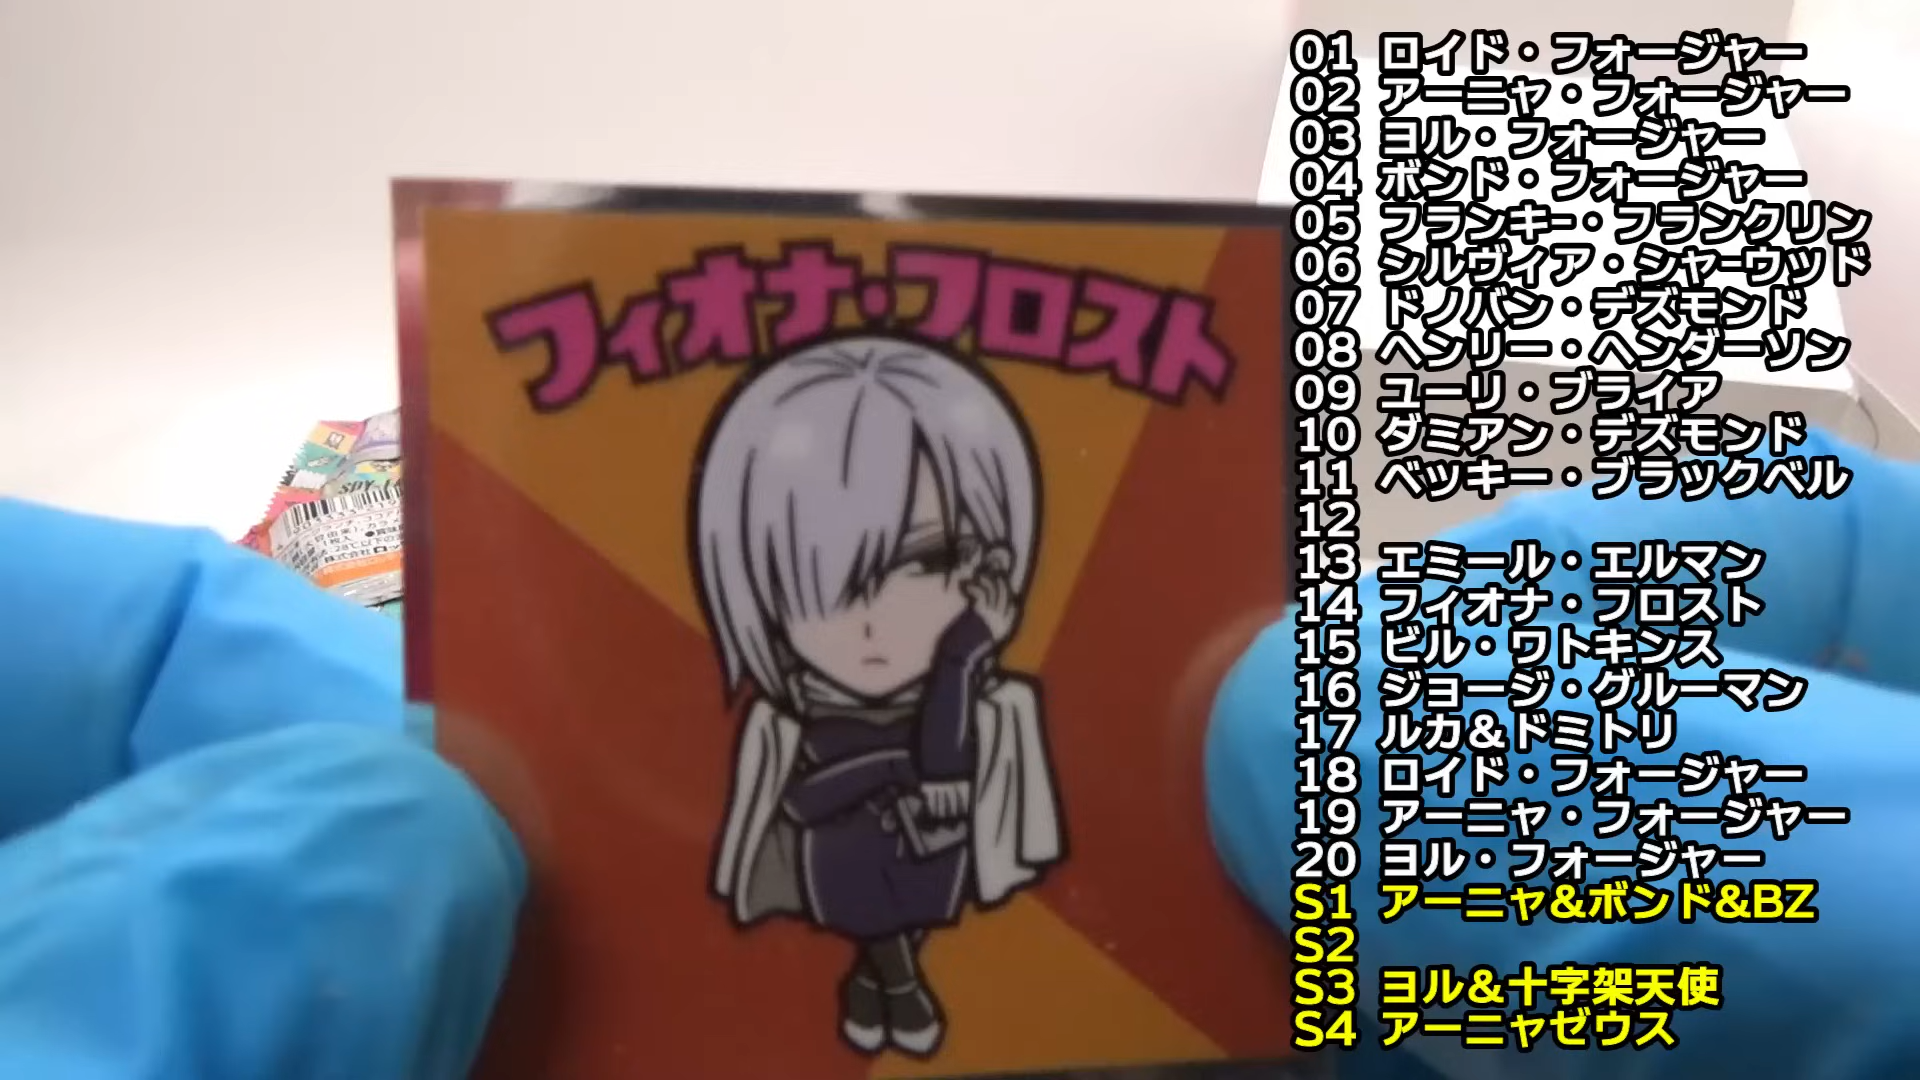 フィオナ・フロスト
spy
01 ロイド・フォージャー
02 アーニャ・フォージャー
03 ヨル・フォージャー
04 ボンド・フォージャー
05 フランキー・フランクリン
06 シルヴィア・シャーウッド
07 ドノバン・デズモンド
08 ヘンリー・ヘンダーソン
09 ユーリ・ブライア
10 ダミアン・デズモンド
11 ベッキー・ブラックベル
12
13 エミール・エルマン
14 フィオナ・フロスト
15 ビル・ワトキンス
16 ジョージ・グルーマン
17 ルカ&ドミトリ
18 ロイド・フォージャー
19 アーニャ・フォージャー
20 ヨル・フォージャー
S1 アーニャ&ボンド&BZ
S2
S3 ヨル&十字架天使
S4 アーニャゼウス